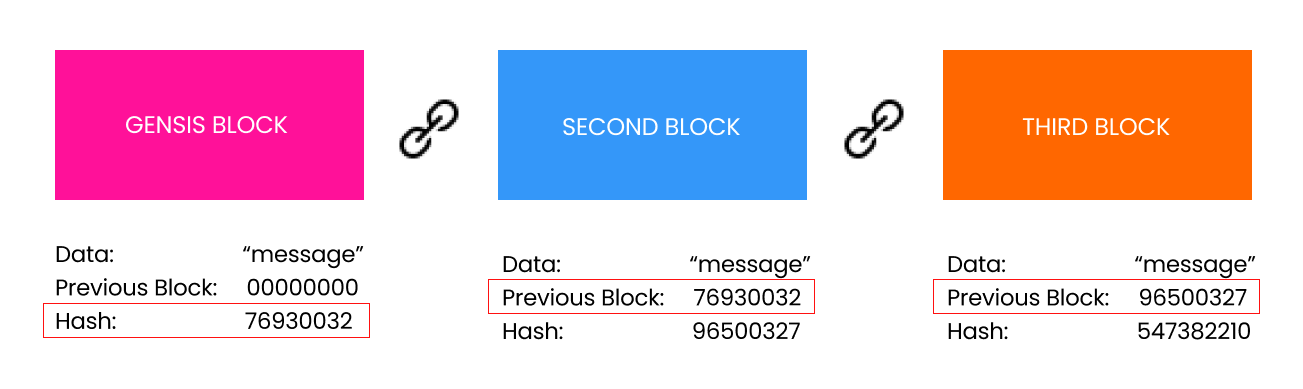 GENSIS BLOCK
SECOND BLOCK
THIRD BLOCK
Data: “message”
Previous Block: 00000000
Hash: 76930032
Data: “message”
Previous Block: 76930032
Hash: 96500327
Data: “message”
Previous Block: 96500327
Hash: 547382210